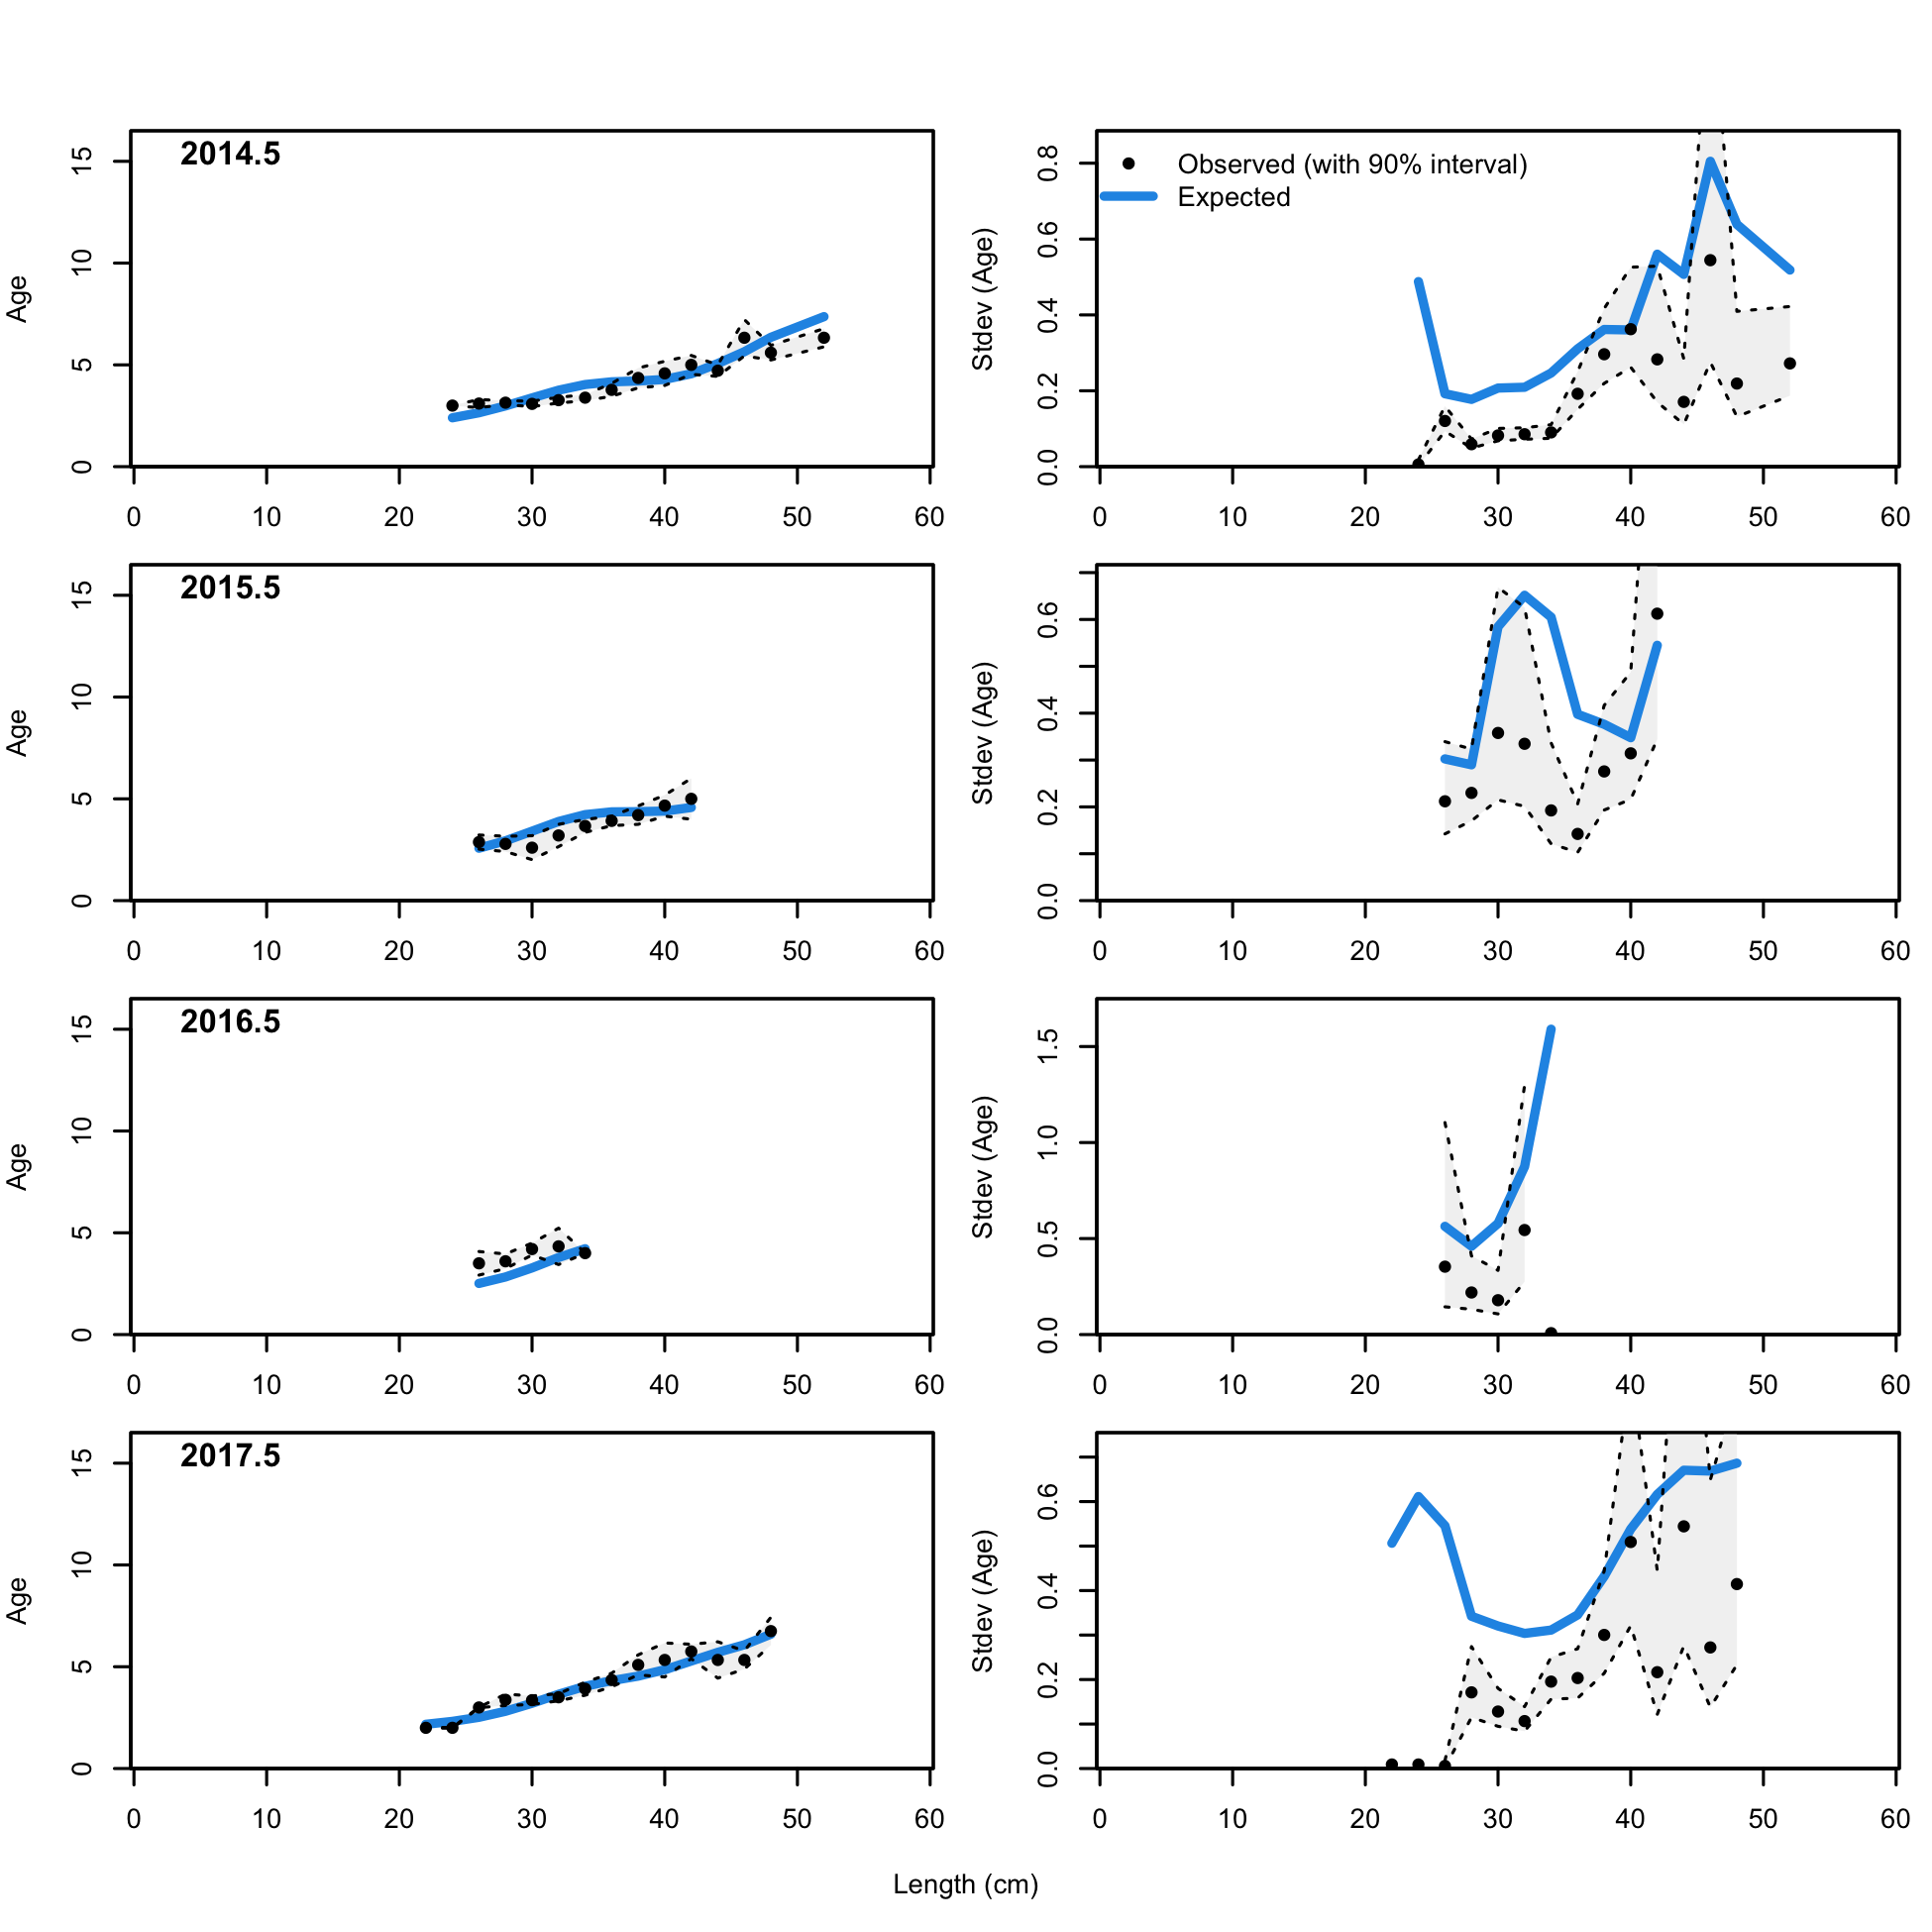 2014.5
Age
0 5 10 15
0 10 20 30 40 50 60
Observed (with 90% interval)
Expected
Stdev (Age)
0.0 0.2 0.4 0.6 0.8
0 10 20 30 40 50 60
2015.5
Age
0 5 10 15
0 10 20 30 40 50 60
Stdev (Age)
0.0 0.2 0.4 0.6
0 10 20 30 40 50 60
2016.5
Age
0 5 10 15
0 10 20 30 40 50 60
Stdev (Age)
0.0 0.5 1.0 1.5
0 10 20 30 40 50 60
2017.5
Age
0 5 10 15
0 10 20 30 40 50 60
Stdev (Age)
0.0 0.2 0.4 0.6
0 10 20 30 40 50 60
Length (cm)